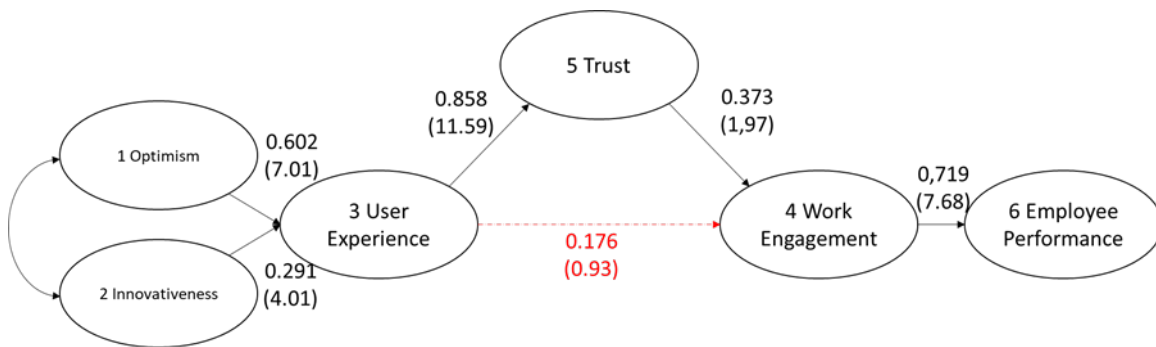 5 Trust
0.858
(11.59)
0.373
(1,97)
1 Optimism
0.602
(7.01)
3 User
Experience
0.176
(0.93)
4 Work
Engagement
0,719
(7.68)
6 Employee
Performance
2 Innovativeness
0.291
(4.01)